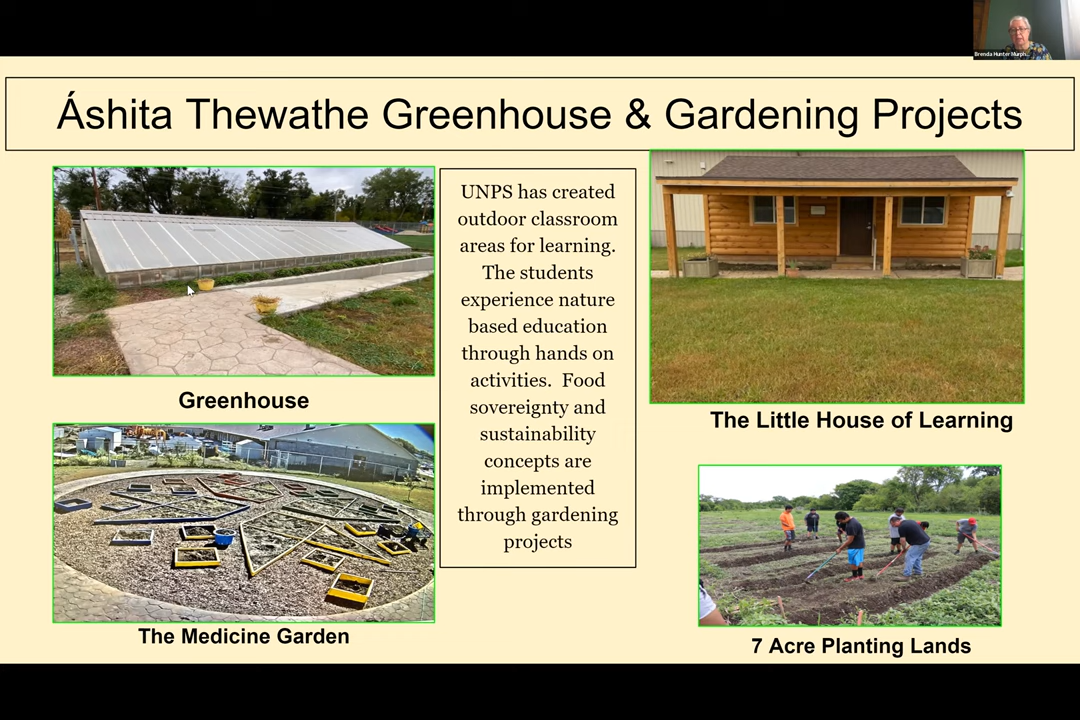 Brenda Hunter Murph...
Áshita Thewathe Greenhouse & Gardening Projects
Greenhouse
UNPS has created
outdoor classroom
areas for learning.
The students
experience nature
based education
through hands on
activities.  Food
sovereignty and
sustainability
concepts are
implemented
through gardening
projects
The Little House of Learning
The Medicine Garden
7 Acre Planting Lands